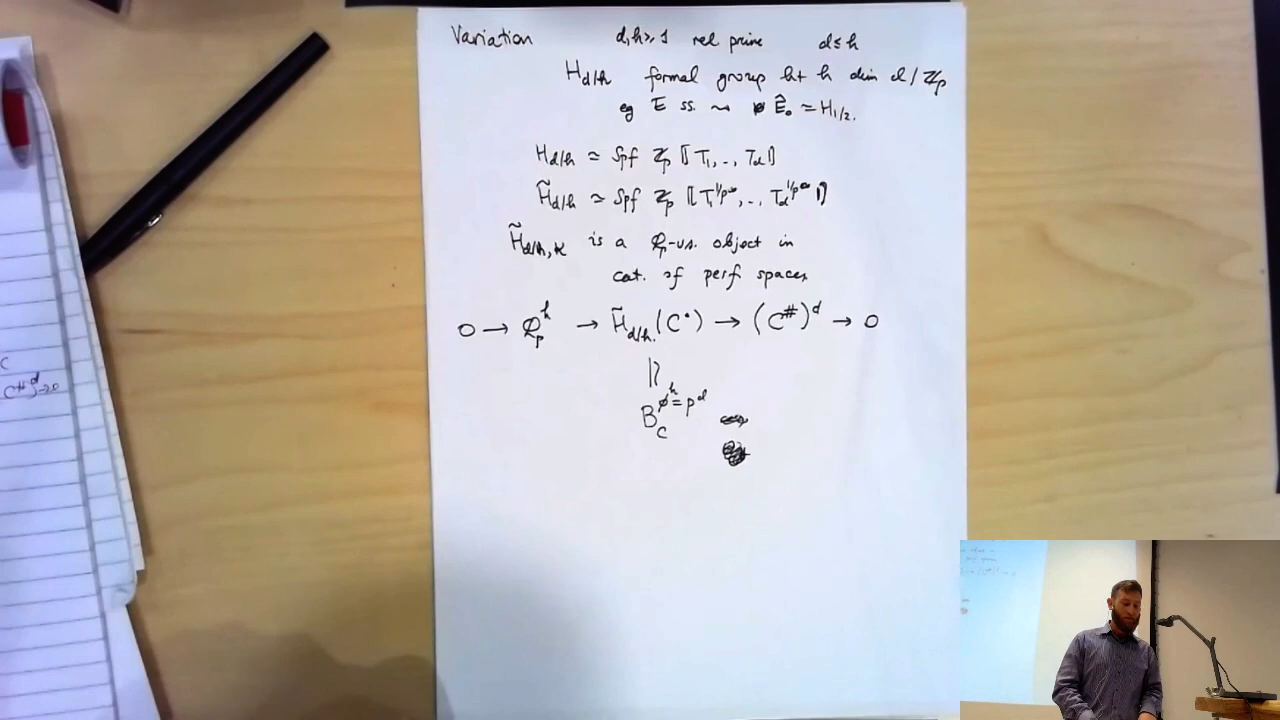 Variation d,h≥1 rel prime d≤h
H_{d/h} formal group ht h dim d / Z_p
eg E ss. ⇝ Ê_0 ≃ H_{1/2}.
H_{d/h} ≃ Spf Z_p [[ T_1, .., T_d ]]
H̃_{d/h} ≃ Spf Z_p [[ T_1^{1/p^∞}, .., T_d^{1/p^∞} ]]
H̃_{d/h,K} is a Q_p-v.s. object in
cat. of perf spaces
0 → Q_p^h → H̃_{d/h} (C°) → (C^#)^d → 0
B_C^{φ^h = p^d}
C
(C^#)^d → 0